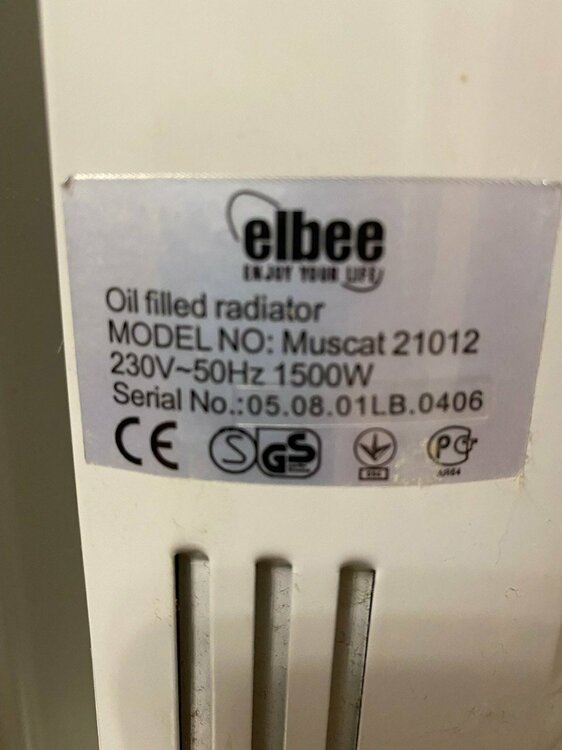 elbee
ENJOY YOUR LIFE
Oil filled radiator
MODEL NO: Muscat 21012
230V~50Hz 1500W
Serial No.:05.08.01LB.0406
CE S GS PC